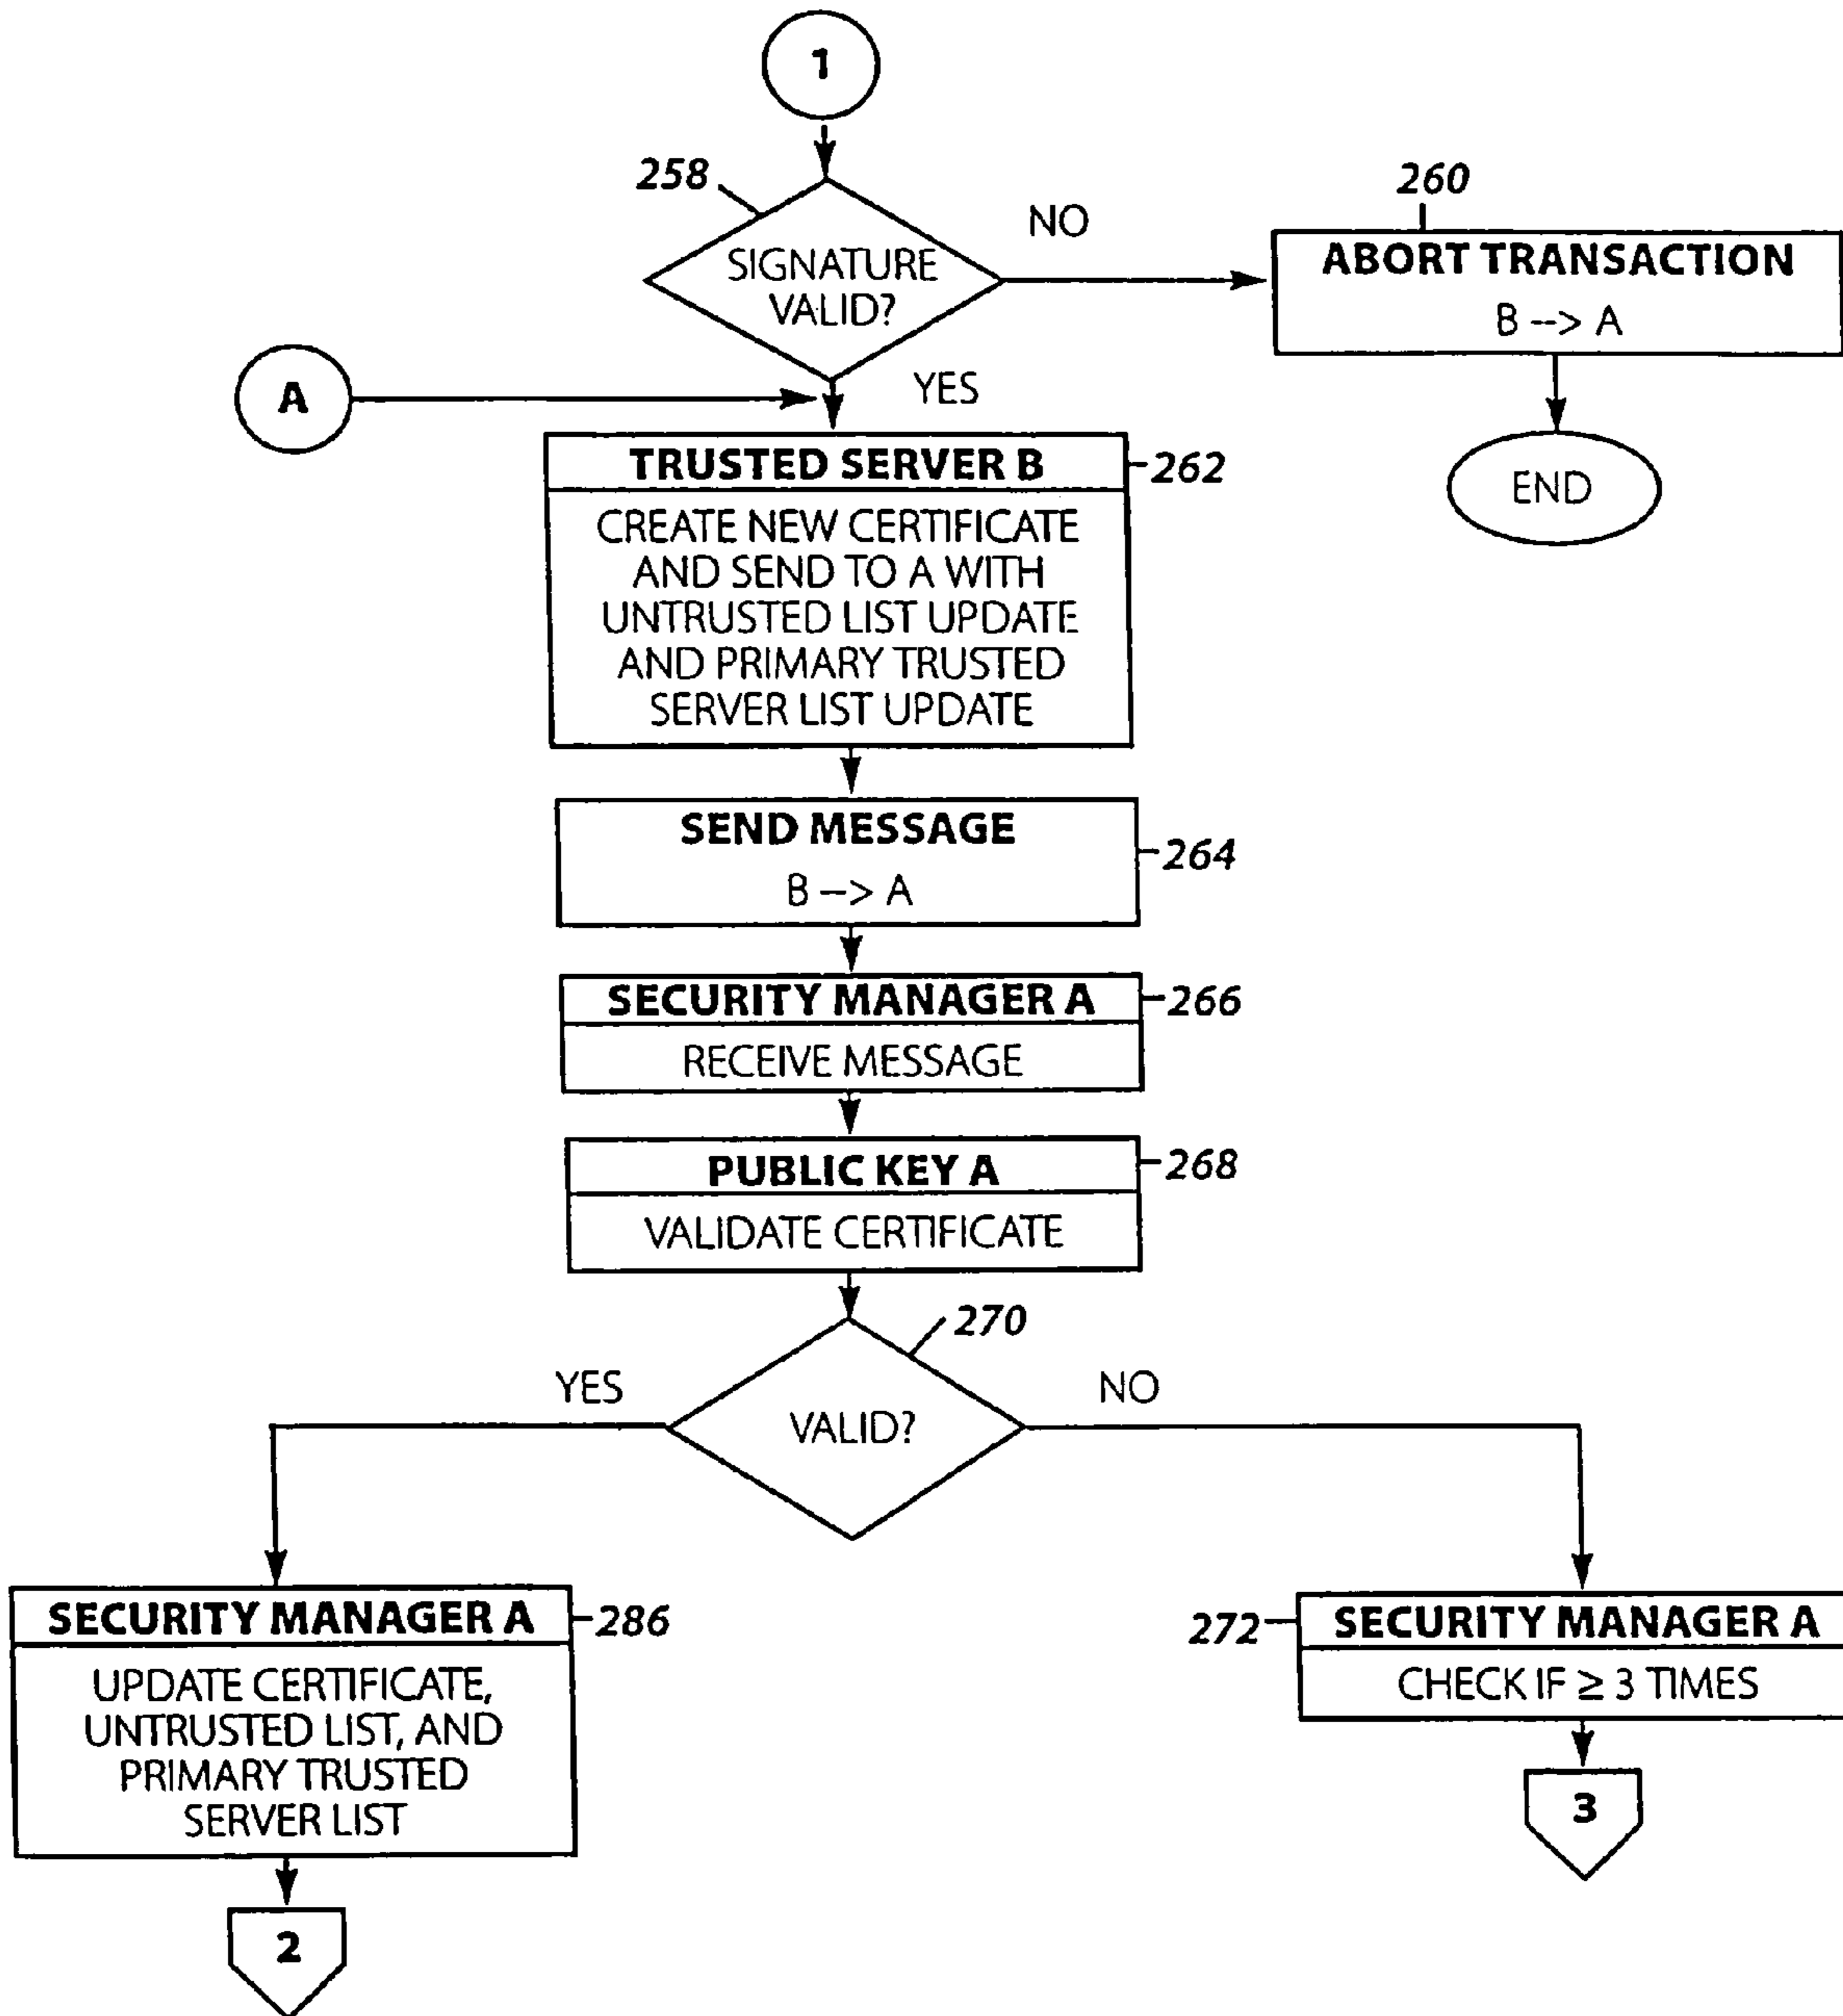 1
258
SIGNATURE
VALID?
NO
260
ABORT TRANSACTION
B --> A
END
A
YES
TRUSTED SERVER B
262
CREATE NEW CERTIFICATE
AND SEND TO A WITH
UNTRUSTED LIST UPDATE
AND PRIMARY TRUSTED
SERVER LIST UPDATE
SEND MESSAGE
B --> A
264
SECURITY MANAGER A
266
RECEIVE MESSAGE
PUBLIC KEY A
268
VALIDATE CERTIFICATE
270
YES
VALID?
NO
SECURITY MANAGER A
286
UPDATE CERTIFICATE,
UNTRUSTED LIST, AND
PRIMARY TRUSTED
SERVER LIST
2
272
SECURITY MANAGER A
CHECK IF ≥ 3 TIMES
3